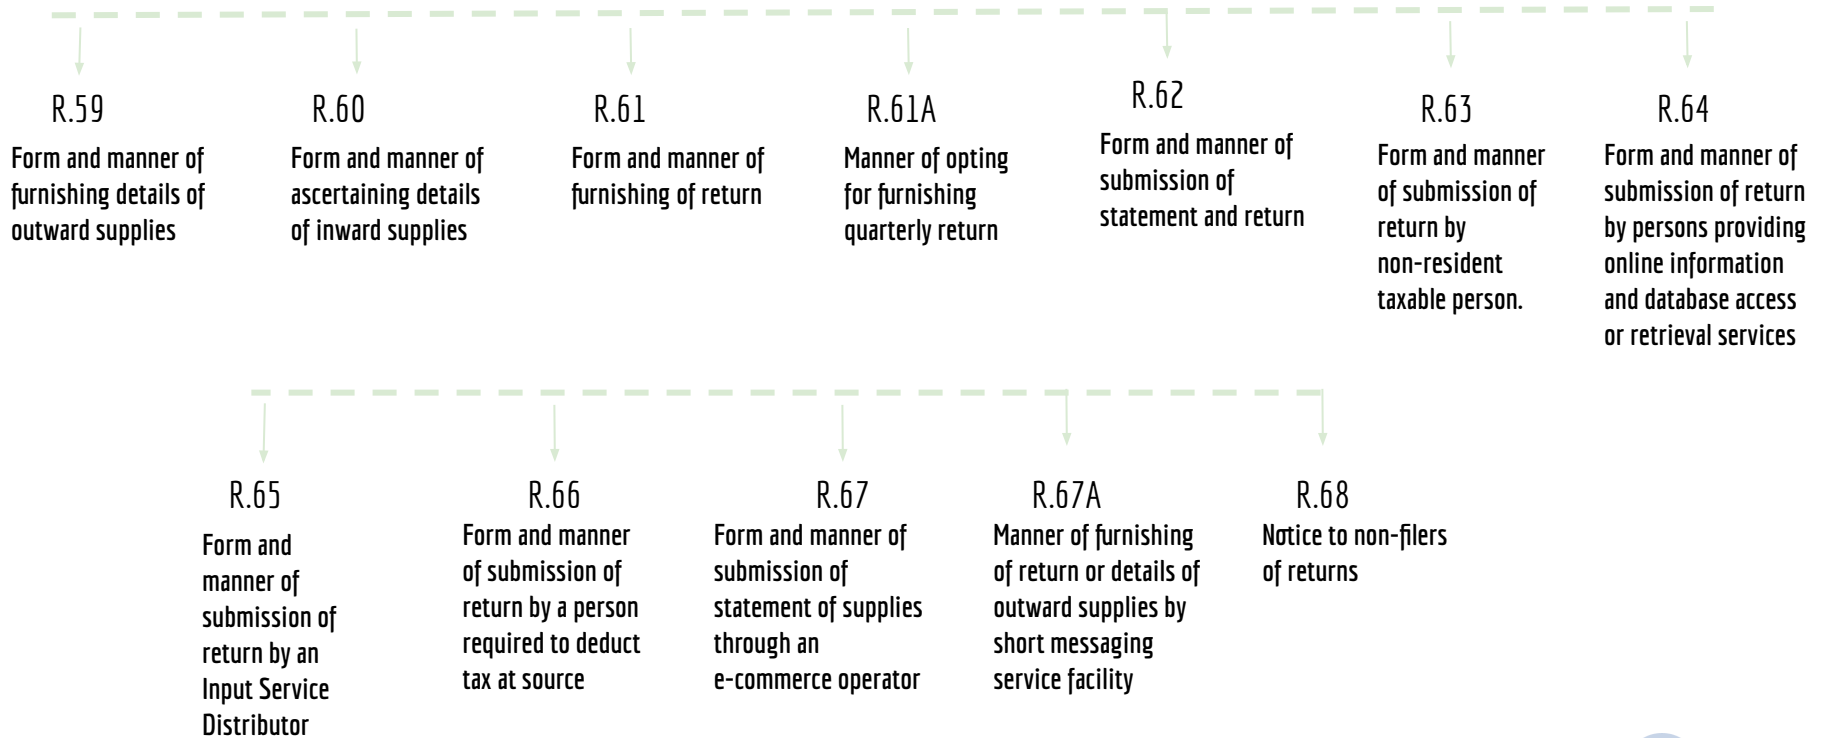 R.59
Form and manner of
furnishing details of
outward supplies
R.60
Form and manner of
ascertaining details
of inward supplies
R.61
Form and manner of
furnishing of return
R.61A
Manner of opting
for furnishing
quarterly return
R.62
Form and manner of
submission of
statement and return
R.63
Form and manner
of submission of
return by
non-resident
taxable person.
R.64
Form and manner of
submission of return
by persons providing
online information
and database access
or retrieval services
R.65
Form and
manner of
submission of
return by an
Input Service
Distributor
R.66
Form and manner
of submission of
return by a person
required to deduct
tax at source
R.67
Form and manner of
submission of
statement of supplies
through an
e-commerce operator
R.67A
Manner of furnishing
of return or details of
outward supplies by
short messaging
service facility
R.68
Notice to non-filers
of returns